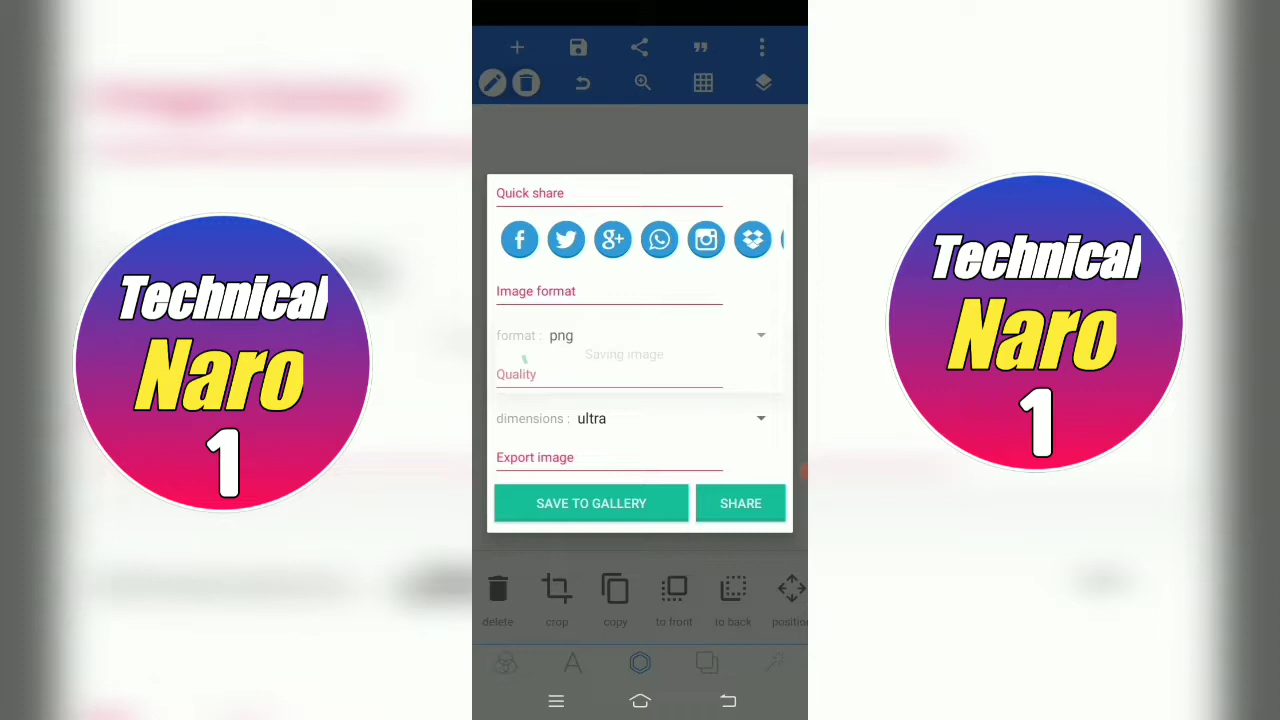 Quick share
Image format
format : png
Saving image
Quality
dimensions : ultra
Export image
SAVE TO GALLERY
SHARE
delete
crop
copy
to front
to back
position
Technical
Naro
1
Technical
Naro
1